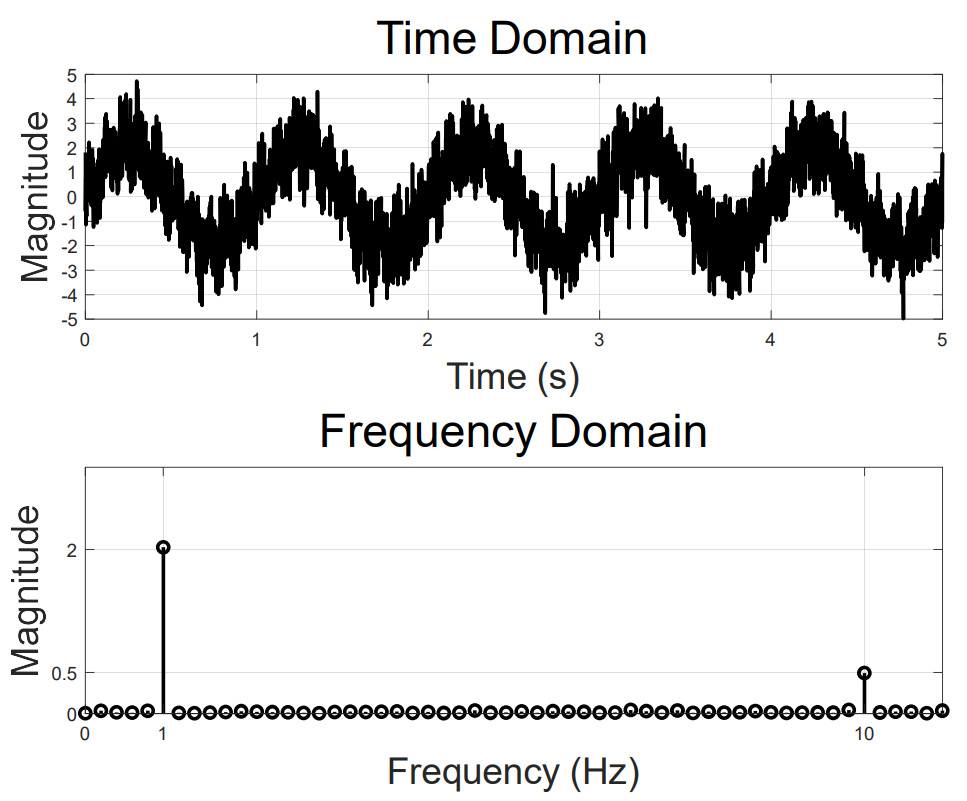 Time Domain
Magnitude
5
4
3
2
1
0
-1
-2
-3
-4
-5
0 1 2 3 4 5
Time (s)
Frequency Domain
Magnitude
2
0.5
0
0 1 10
Frequency (Hz)